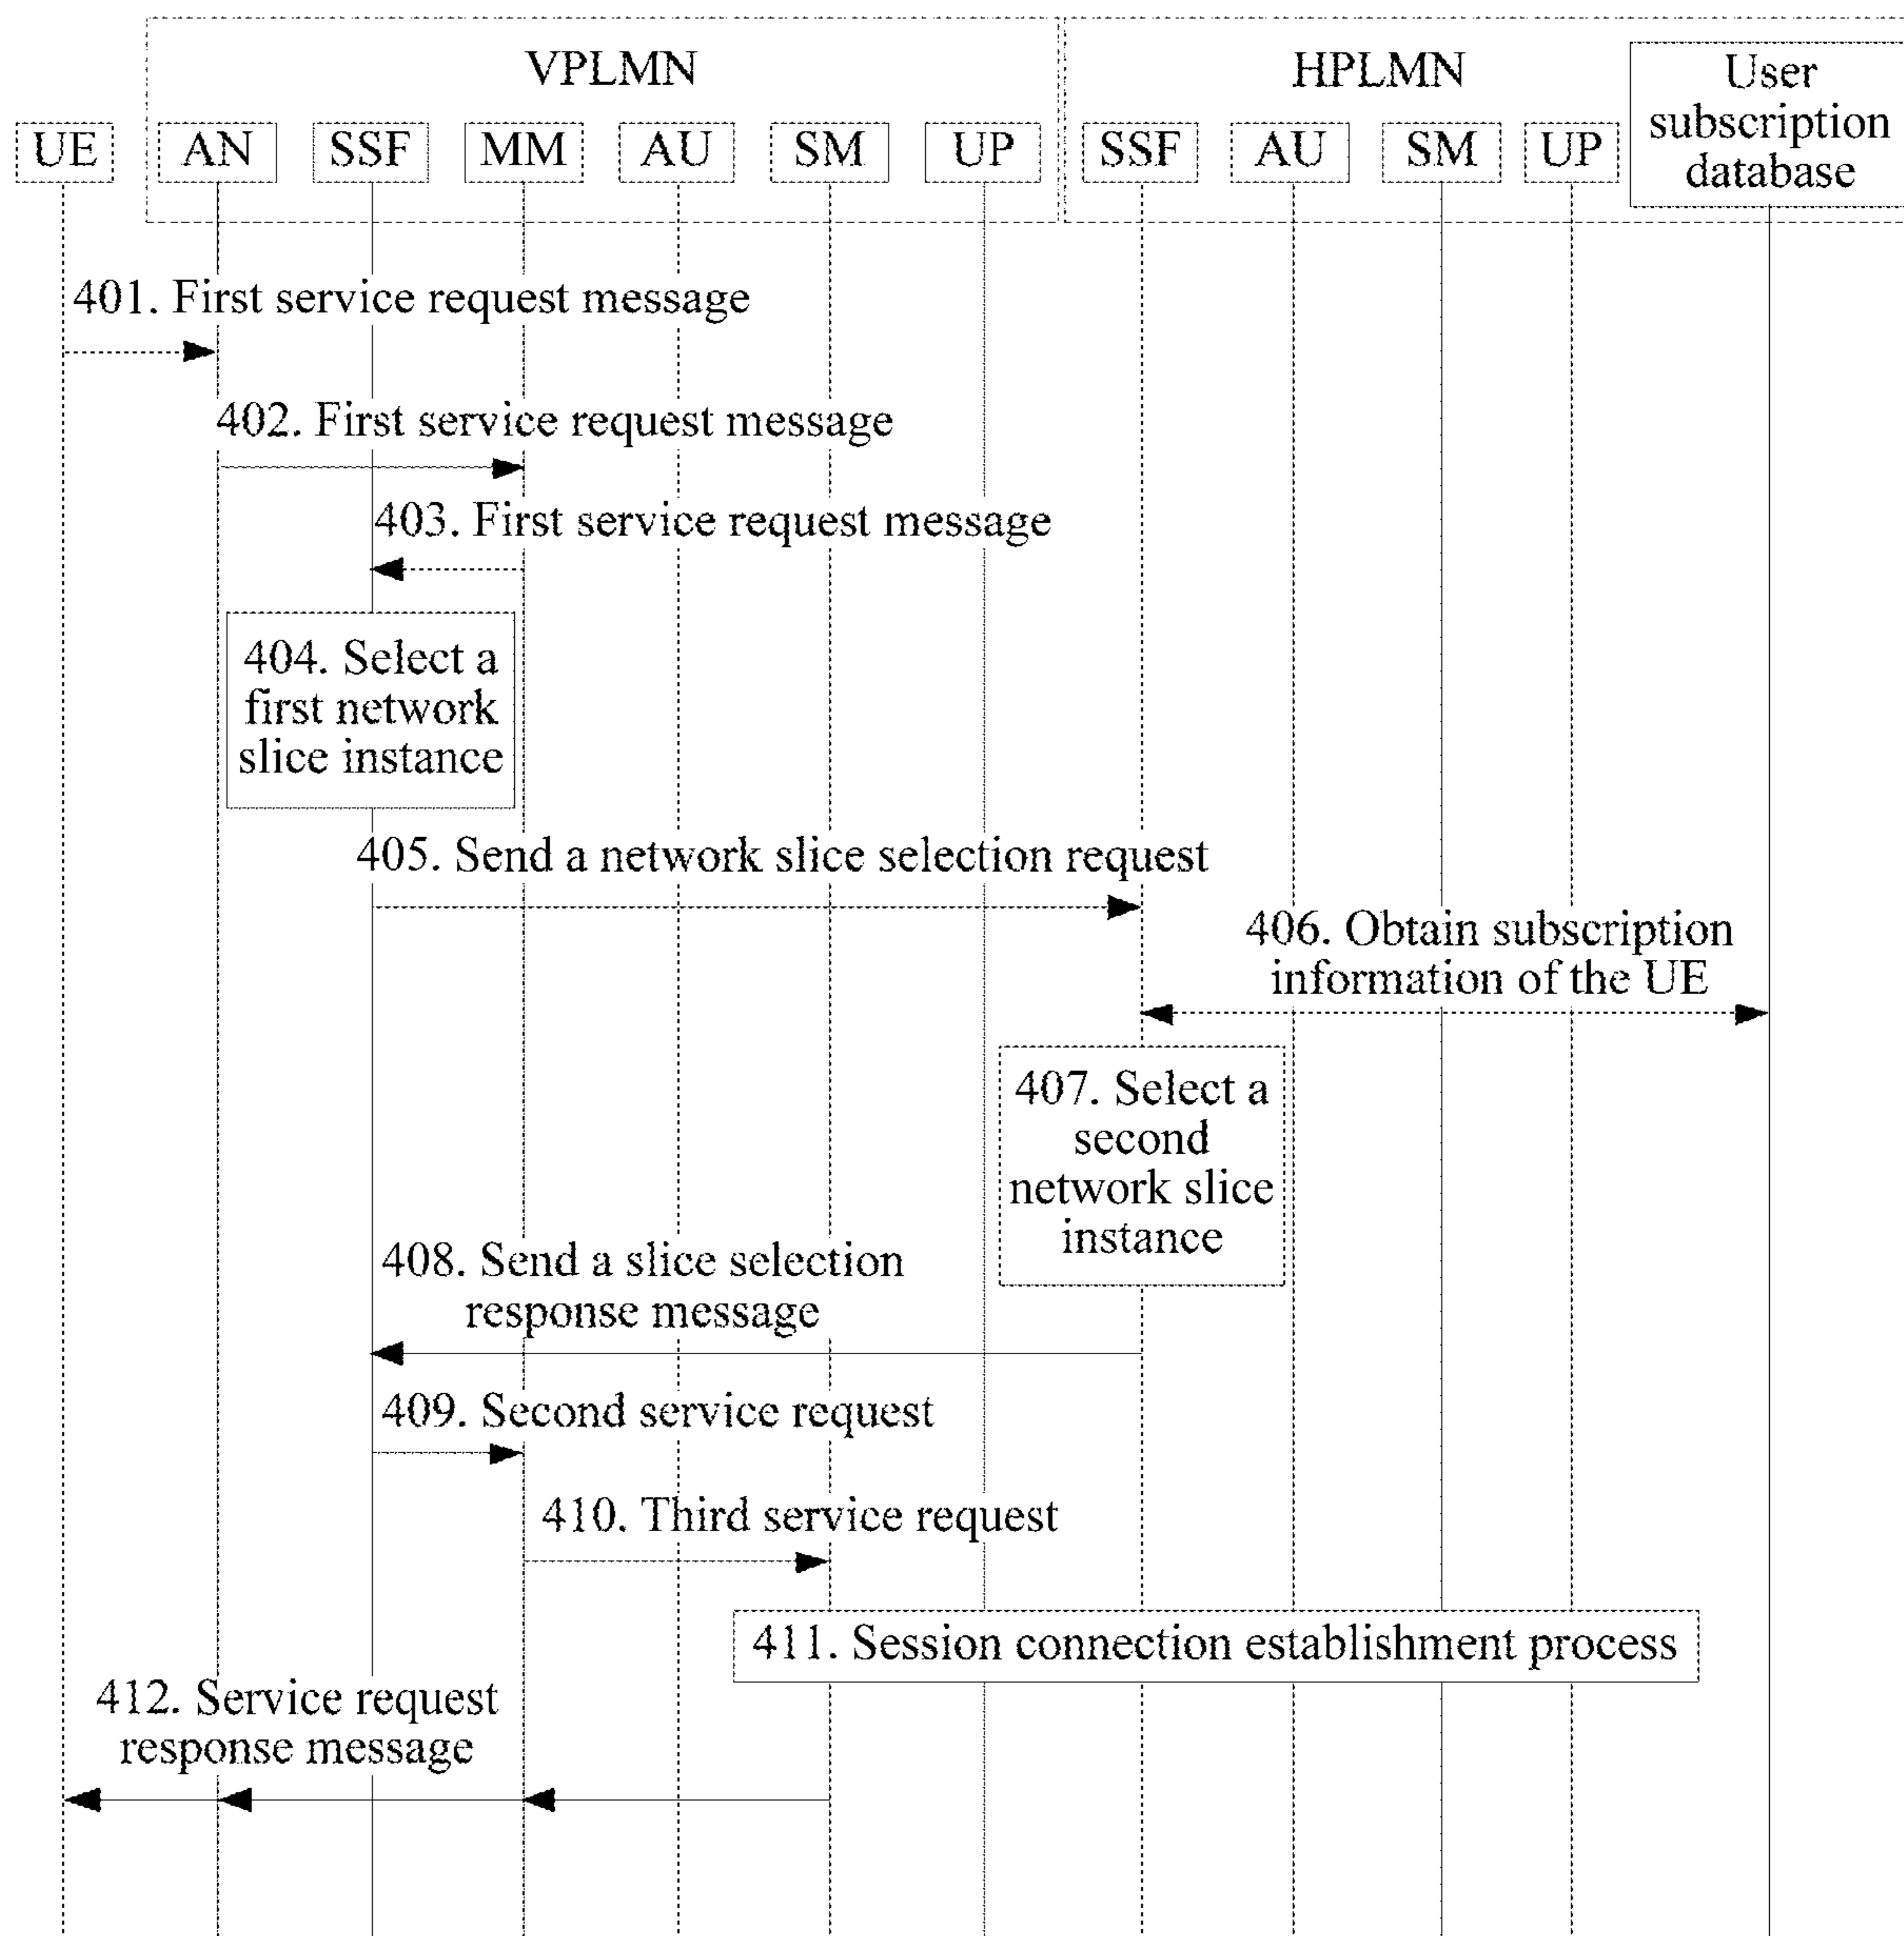 VPLMN
HPLMN
User
subscription
database
UE
AN
SSF
MM
AU
SM
UP
SSF
AU
SM
UP
401. First service request message
402. First service request message
403. First service request message
404. Select a
first network
slice instance
405. Send a network slice selection request
406. Obtain subscription
information of the UE
407. Select a
second
network slice
instance
408. Send a slice selection
response message
409. Second service request
410. Third service request
411. Session connection establishment process
412. Service request
response message